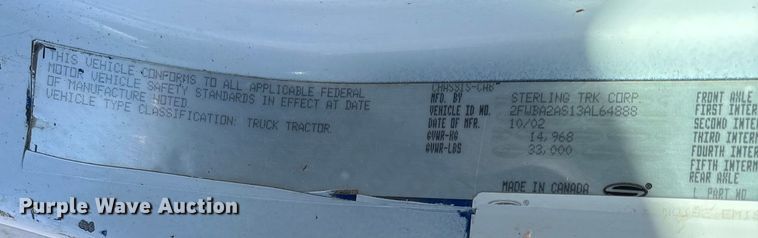 THIS VEHICLE CONFORMS TO ALL APPLICABLE FEDERAL
MOTOR VEHICLE SAFETY STANDARDS IN EFFECT AT DATE
OF MANUFACTURE NOTED
VEHICLE TYPE CLASSIFICATION: TRUCK TRACTOR
CHASSIS-CAB
MFD. BY STERLING TRK CORP.
VEHICLE ID NO. 2FWBA2AS13AL64888
DATE OF MFR. 10/02
GVWR-KG 14,968
GVWR-LBS 33,000
MADE IN CANADA
FRONT AXLE
FIRST INTER
SECOND INTER
THIRD INTER
FOURTH INTER
FIFTH INTER
REAR AXLE
PART NO
Purple Wave Auction